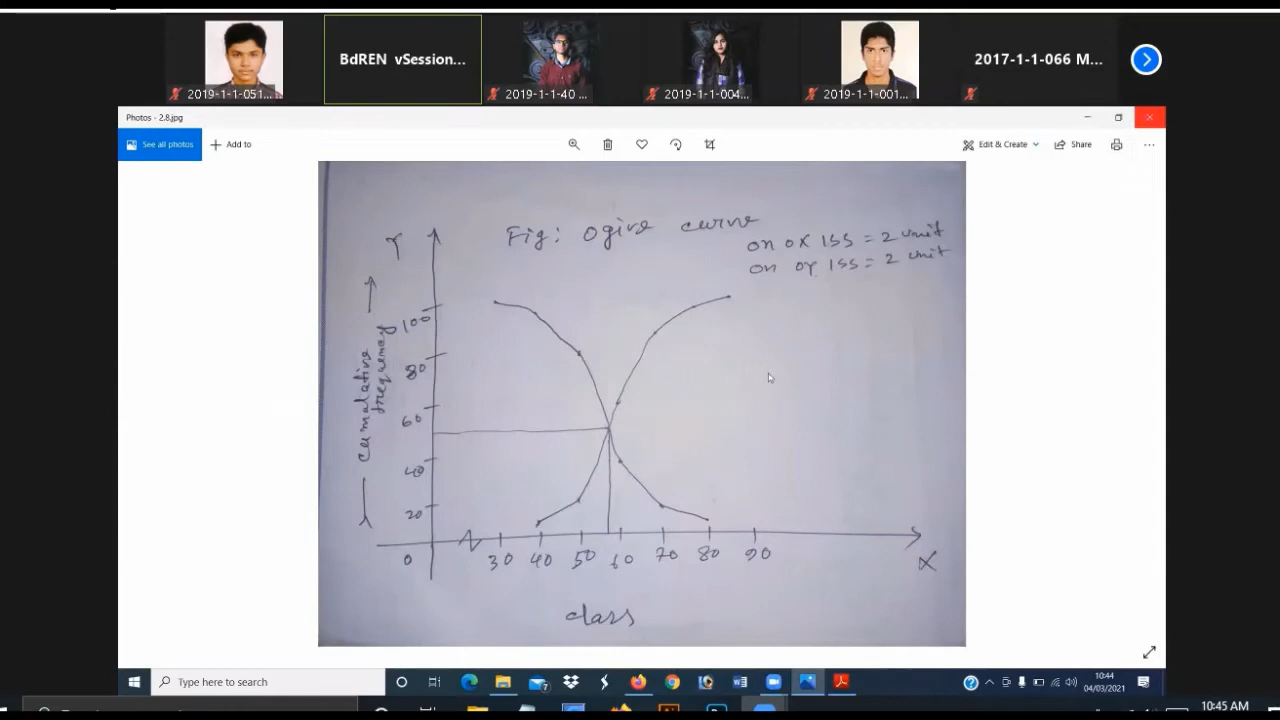 BdREN vSession...
2017-1-1-066 M...
2019-1-1-051...
2019-1-1-40 ...
2019-1-1-004...
2019-1-1-001...
Photos - 2.8.jpg
See all photos
Add to
Edit & Create
Share
Fig: ogive curve
on ox 1SS = 2 unit
on oy 1SS = 2 unit
Y
cumalative
frequency
100
80
60
40
20
0
30 40 50 60 70 80 90
X
class
Type here to search
7
10:44
04/03/2021
10:45 AM